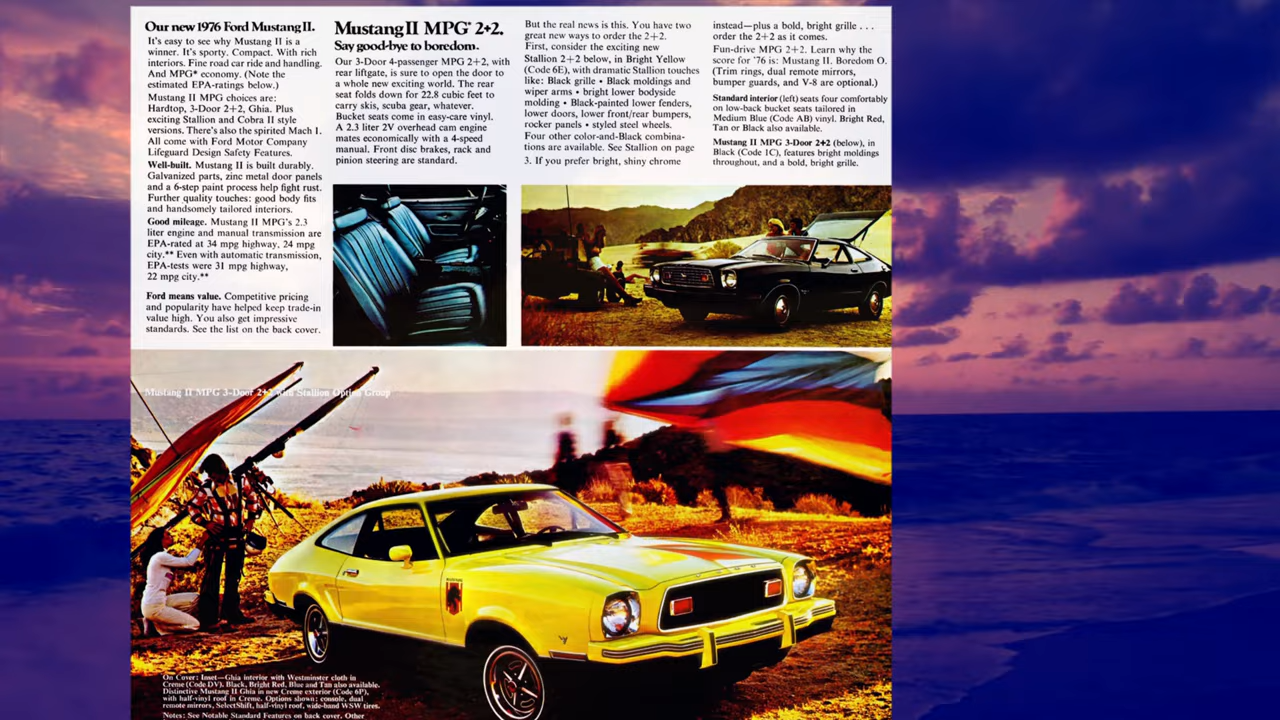 Our new 1976 Ford Mustang II.
It's easy to see why Mustang II is a
winner. It's sporty. Compact. With rich
interiors. Fine road car ride and handling.
And MPG* economy. (Note the
estimated EPA-ratings below.)
Mustang II MPG choices are:
Hardtop, 3-Door 2+2, Ghia. Plus
exciting Stallion and Cobra II style
versions. There's also the spirited Mach I.
All come with Ford Motor Company
Lifeguard Design Safety Features.
Well-built. Mustang II is built durably.
Galvanized parts, zinc metal door panels
and a 6-step paint process help fight rust.
Further quality touches: good body fits
and handsomely tailored interiors.
Good mileage. Mustang II MPG's 2.3
liter engine and manual transmission are
EPA-rated at 34 mpg highway, 24 mpg
city.** Even with automatic transmission,
EPA-tests were 31 mpg highway,
22 mpg city.**
Ford means value. Competitive pricing
and popularity have helped keep trade-in
value high. You also get impressive
standards. See the list on the back cover.
Mustang II MPG* 2+2.
Say good-bye to boredom.
Our 3-Door 4-passenger MPG 2+2, with
rear liftgate, is sure to open the door to
a whole new exciting world. The rear
seat folds down for 22.8 cubic feet to
carry skis, scuba gear, whatever.
Bucket seats come in easy-care vinyl.
A 2.3 liter 2V overhead cam engine
mates economically with a 4-speed
manual. Front disc brakes, rack and
pinion steering are standard.
But the real news is this. You have two
great new ways to order the 2+2.
First, consider the exciting new
Stallion 2+2 below, in Bright Yellow
(Code 6E), with dramatic Stallion touches
like: Black grille • Black moldings and
wiper arms • bright lower bodyside
molding • Black-painted lower fenders,
lower doors, lower front/rear bumpers,
rocker panels • styled steel wheels.
Four other color-and-Black combina-
tions are available. See Stallion on page
3. If you prefer bright, shiny chrome
instead—plus a bold, bright grille . . .
order the 2+2 as it comes.
Fun-drive MPG 2+2. Learn why the
score for '76 is: Mustang II. Boredom O.
(Trim rings, dual remote mirrors,
bumper guards, and V-8 are optional.)
Standard interior (left) seats four comfortably
on low-back bucket seats tailored in
Medium Blue (Code AB) vinyl. Bright Red,
Tan or Black also available.
Mustang II MPG 3-Door 2+2 (below), in
Black (Code 1C), features bright moldings
throughout, and a bold, bright grille.
Mustang II MPG 3-Door 2+2 with Stallion Option Group
On Cover: Inset—Ghia interior with Westminster cloth in
Creme (Code DV). Black, Bright Red, Blue and Tan also available.
Distinctive Mustang II Ghia in new Creme exterior (Code 6P),
with half-vinyl roof in Creme. Options shown: console, dual
remote mirrors, SelectShift, half-vinyl roof, wide-band WSW tires.
Notes: See Notable Standard Features on back cover. Other